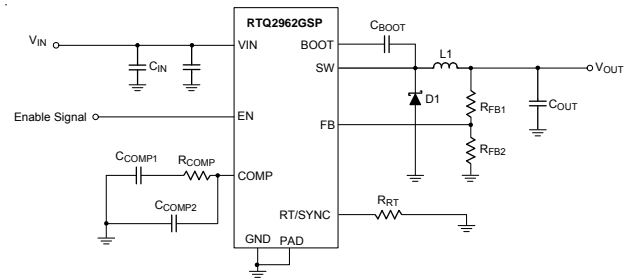 RTQ2962GSP
VIN
VIN
CIN
BOOT
CBOOT
SW
L1
VOUT
D1
RFB1
COUT
Enable Signal
EN
FB
RFB2
CCOMP1
RCOMP
COMP
CCOMP2
RT/SYNC
RRT
GND
PAD